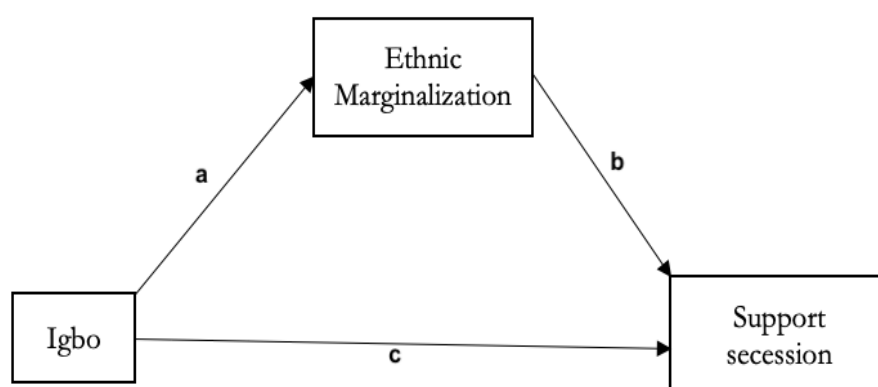 Ethnic
Marginalization
a
b
Igbo
c
Support
secession